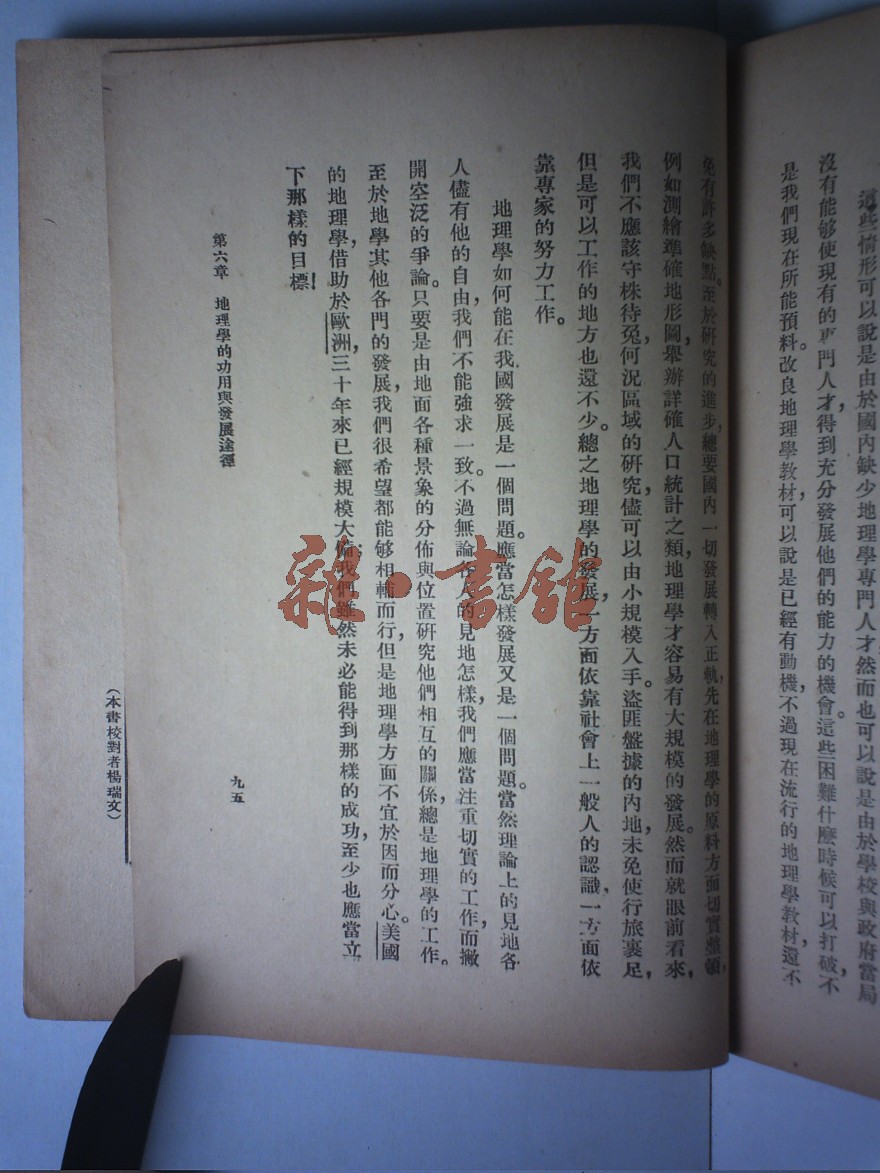 這些情形可以說是由於國內缺少地理學專門人才，然而也可以說是由於學校與政府當局
沒有能够使現有的專門人才，得到充分發展他們的能力的機會。這些困難什麽時候可以打破，不
是我們現在所能預料。改良地理學教材，可以說是已經有動機，不過現在流行的地理學教材，還不
免有許多缺點。至於研究的進步，總要國內一切發展轉入正軌，先在地理學的原料方面切實整頓，
例如測繪準確地形圖，舉辦詳確人口統計之類，地理學才容易有大規模的發展。然而就眼前看來，
我們不應該守株待兔，何況區域的研究，儘可以由小規模入手。盜匪盤據的內地，未免使行旅裹足，
但是可以工作的地方也還不少。總之地理學的發展，一方面依靠社會上一般人的認識，一方面依
靠專家的努力工作。
地理學如何能在我國發展是一個問題。應當怎樣發展又是一個問題。當然理論上的見地各
人儘有他的自由，我們不能強求一致。不過無論各人的見地怎樣，我們應當注重切實的工作，而撇
開空泛的爭論。只要是由地面各種景象的分佈與位置，研究他們相互的關係，總是地理學的工作。
至於地學其他各門的發展，我們很希望都能够相輔而行，但是地理學方面不宜於因而分心。美國
的地理學，借助於歐洲，三十年來已經規模大備；我們雖然未必能得到那樣的成功，至少也應當立
下那樣的目標！
第六章 地理學的功用與發展途徑
九五
（本書校對者楊瑞文）
雜·書館